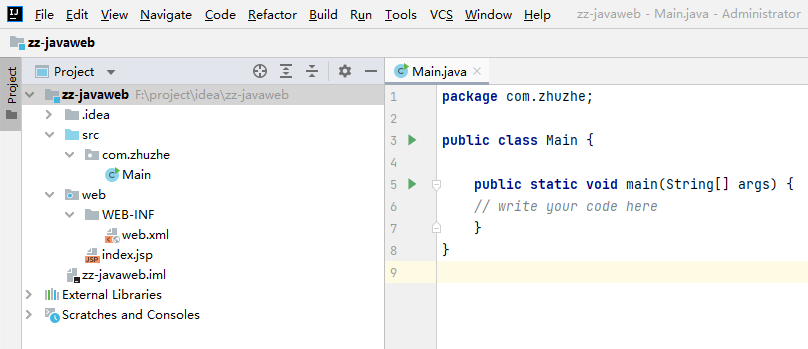 File Edit View Navigate Code Refactor Build Run Tools VCS Window Help zz-javaweb - Main.java - Administrator
zz-javaweb
Project
Project
zz-javaweb F:\project\idea\zz-javaweb
.idea
src
com.zhuzhe
Main
web
WEB-INF
web.xml
JSP index.jsp
zz-javaweb.iml
External Libraries
Scratches and Consoles
Main.java
1 package com.zhuzhe;
2
3 public class Main {
4
5 public static void main(String[] args) {
6 // write your code here
7 }
8 }
9